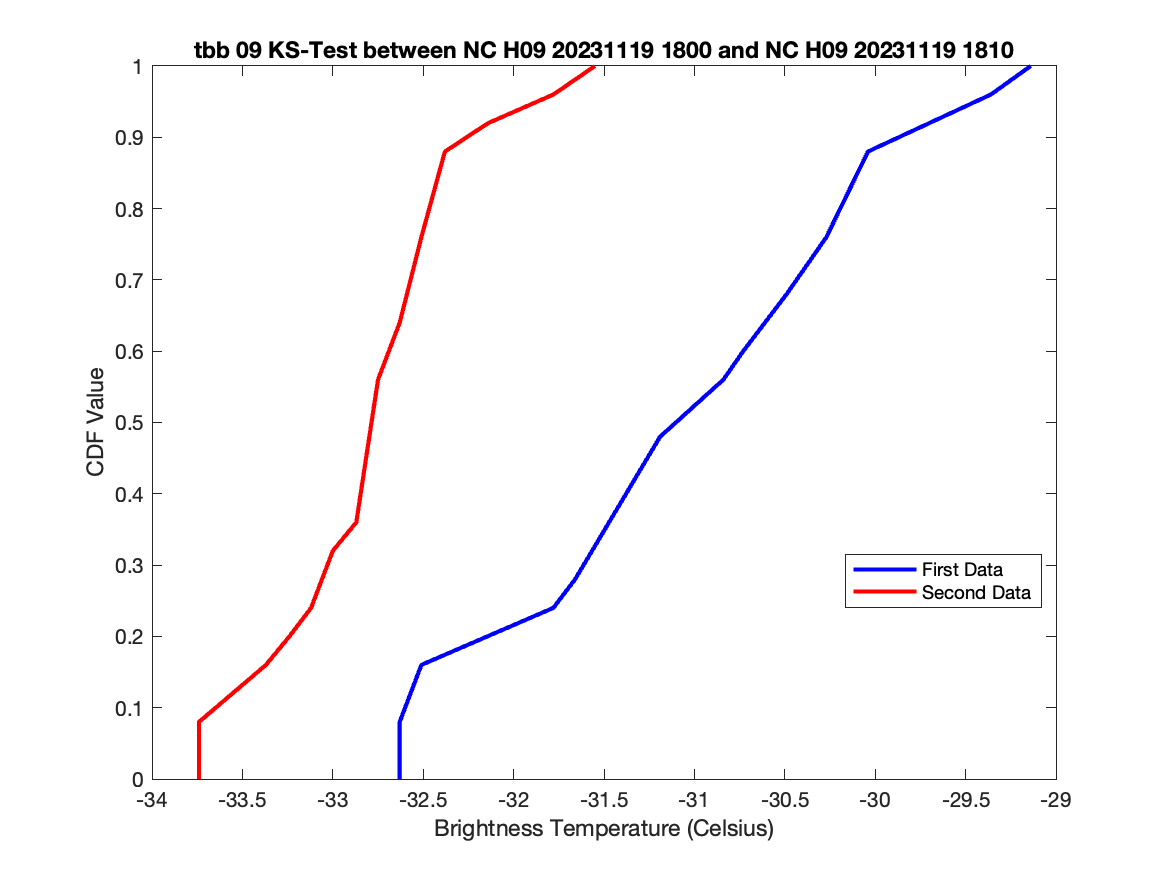 tbb 09 KS-Test between NC H09 20231119 1800 and NC H09 20231119 1810
1
0.9
0.8
0.7
0.6
0.5
0.4
0.3
0.2
0.1
0
CDF Value
First Data
Second Data
-34 -33.5 -33 -32.5 -32 -31.5 -31 -30.5 -30 -29.5 -29
Brightness Temperature (Celsius)